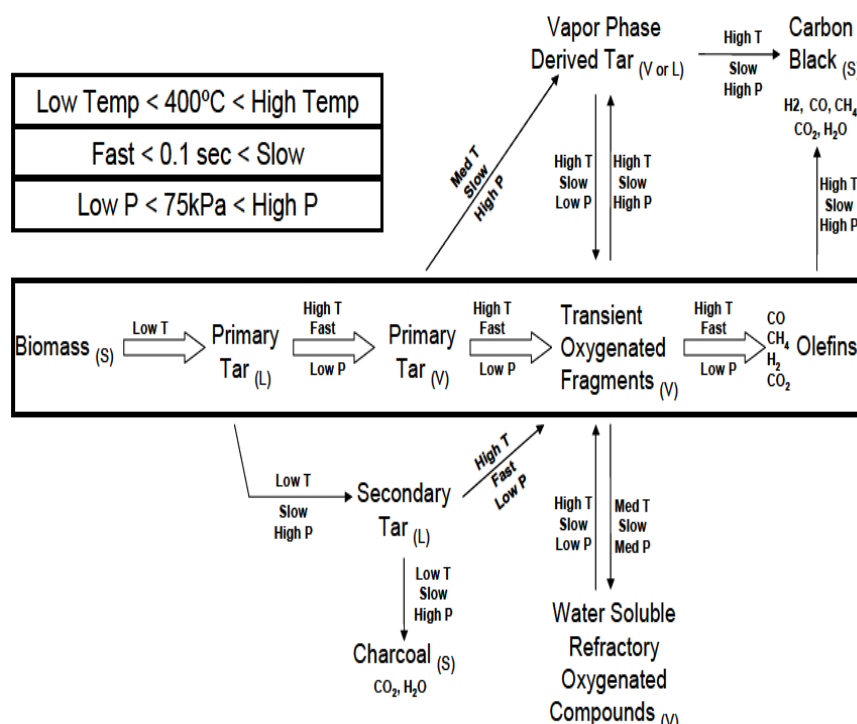 Vapor Phase
Derived Tar (V or L)
High T
Slow
High P
Carbon
Black (S)
H2, CO, CH4
CO2, H2O
Low Temp < 400ºC < High Temp
Fast < 0.1 sec < Slow
Low P < 75kPa < High P
Med T
Slow
High P
High T
Slow
Low P
High T
Slow
High P
High T
Slow
High P
Biomass (S)
Low T
Primary
Tar (L)
High T
Fast
Low P
Primary
Tar (V)
High T
Fast
Low P
Transient
Oxygenated
Fragments (V)
High T
Fast
Low P
CO
CH4
H2
CO2
Olefins
Low T
Slow
High P
Secondary
Tar (L)
High T
Fast
Low P
High T
Slow
Low P
Med T
Slow
Med P
Low T
Slow
High P
Charcoal (S)
CO2, H2O
Water Soluble
Refractory
Oxygenated
Compounds (V)